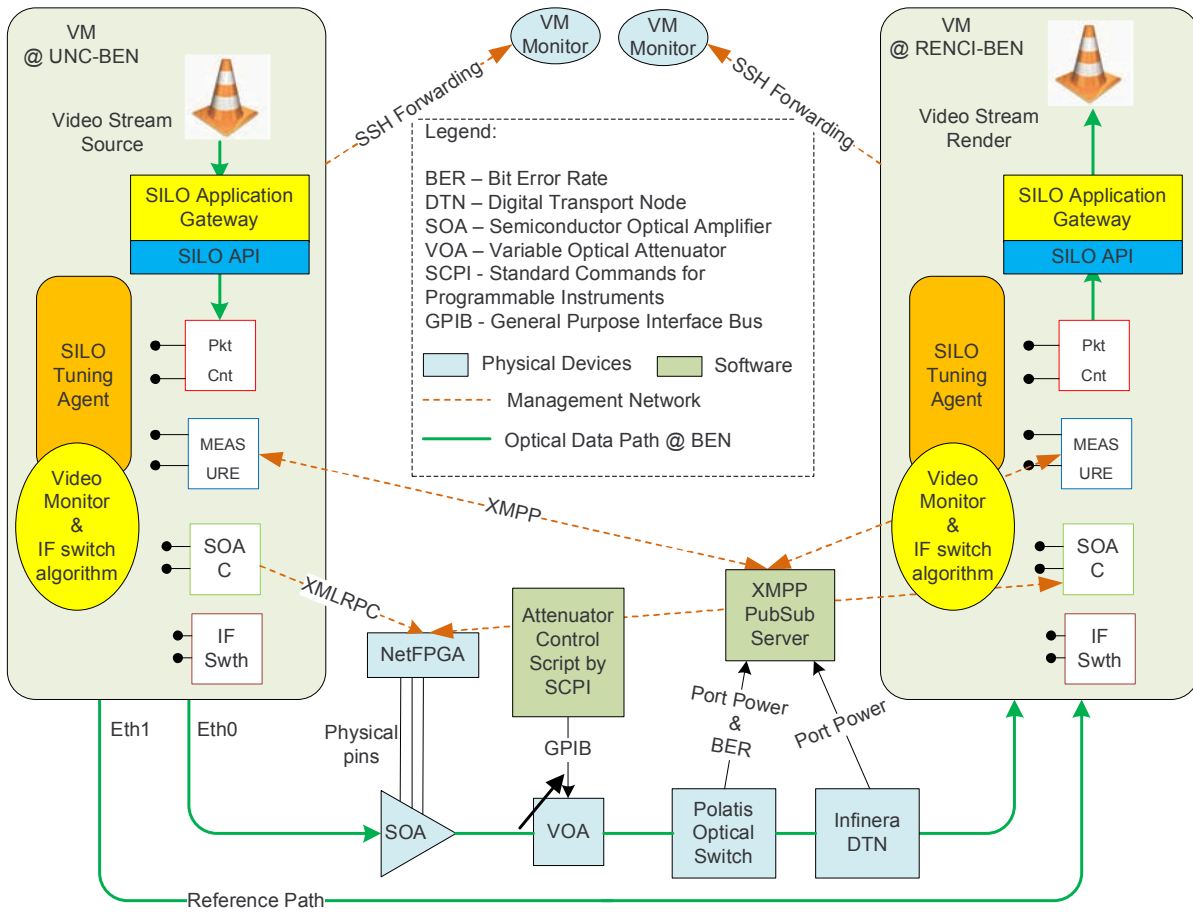 VM
@ UNC-BEN
Video Stream
Source
SILO Application
Gateway
SILO API
SILO
Tuning
Agent
Pkt
Cnt
MEAS
URE
Video
Monitor
&
IF switch
algorithm
SOA
C
IF
Swth
VM
Monitor
VM
Monitor
SSH Forwarding
SSH Forwarding
Legend:
BER – Bit Error Rate
DTN – Digital Transport Node
SOA – Semiconductor Optical Amplifier
VOA – Variable Optical Attenuator
SCPI - Standard Commands for
Programmable Instruments
GPIB - General Purpose Interface Bus
Physical Devices
Software
Management Network
Optical Data Path @ BEN
VM
@ RENCI-BEN
Video Stream
Render
SILO Application
Gateway
SILO API
SILO
Tuning
Agent
Pkt
Cnt
MEAS
URE
Video
Monitor
&
IF switch
algorithm
SOA
C
IF
Swth
XMPP
XMLRPC
NetFPGA
Attenuator
Control
Script by
SCPI
XMPP
PubSub
Server
Eth1
Eth0
Physical
pins
GPIB
Port Power
&
BER
Port Power
SOA
VOA
Polatis
Optical
Switch
Infinera
DTN
Reference Path